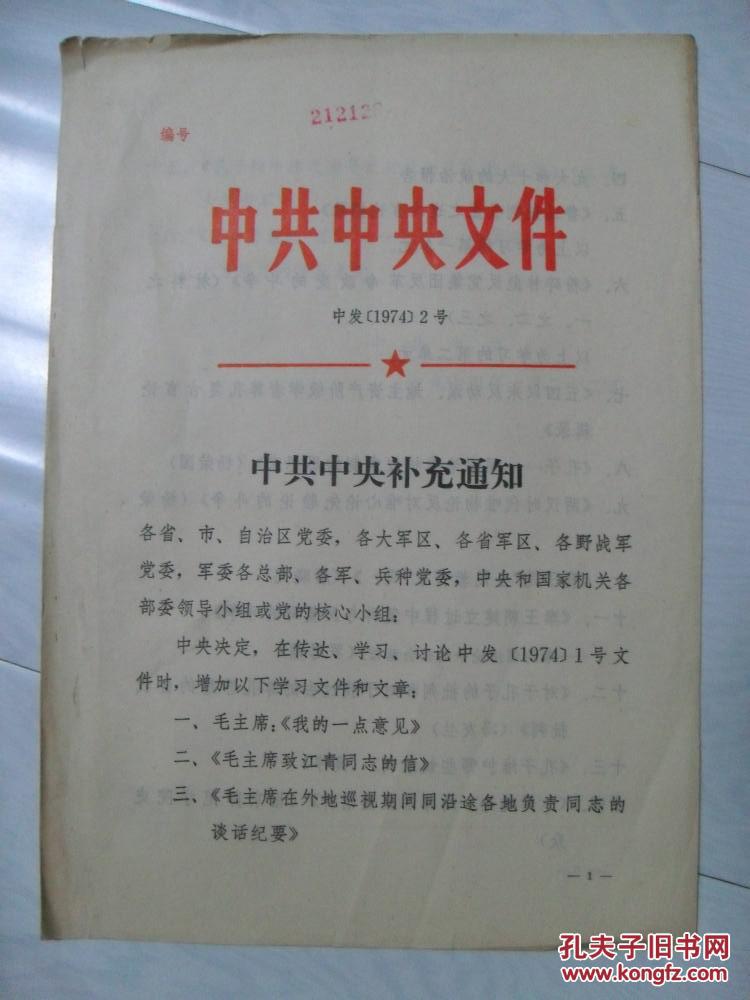 21212
编号
中共中央文件
中发〔1974〕2号
中共中央补充通知
各省、市、自治区党委,各大军区、各省军区、各野战军
党委,军委各总部、各军、兵种党委,中央和国家机关各
部委领导小组或党的核心小组:
中央决定,在传达、学习、讨论中发〔1974〕1号文
件时,增加以下学习文件和文章:
一、毛主席:《我的一点意见》
二、《毛主席致江青同志的信》
三、《毛主席在外地巡视期间同沿途各地负责同志的
谈话纪要》
— 1 —
孔夫子旧书网
www.kongfz.com